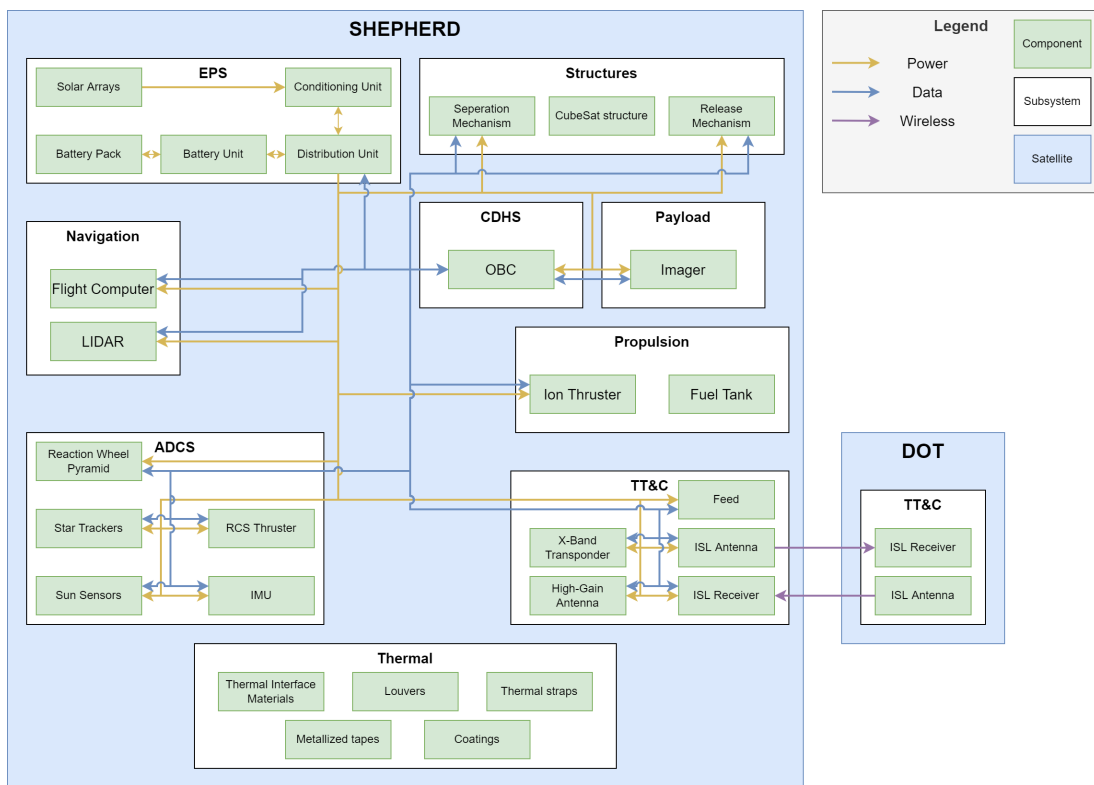 SHEPHERD
EPS
Solar Arrays
Conditioning Unit
Battery Pack
Battery Unit
Distribution Unit
Structures
Seperation
Mechanism
CubeSat structure
Release
Mechanism
Legend
Power
Data
Wireless
Component
Subsystem
Satellite
Navigation
Flight Computer
LIDAR
CDHS
OBC
Payload
Imager
Propulsion
Ion Thruster
Fuel Tank
ADCS
Reaction Wheel
Pyramid
Star Trackers
RCS Thruster
Sun Sensors
IMU
TT&C
Feed
X-Band
Transponder
ISL Antenna
High-Gain
Antenna
ISL Receiver
DOT
TT&C
ISL Receiver
ISL Antenna
Thermal
Thermal Interface
Materials
Louvers
Thermal straps
Metallized tapes
Coatings